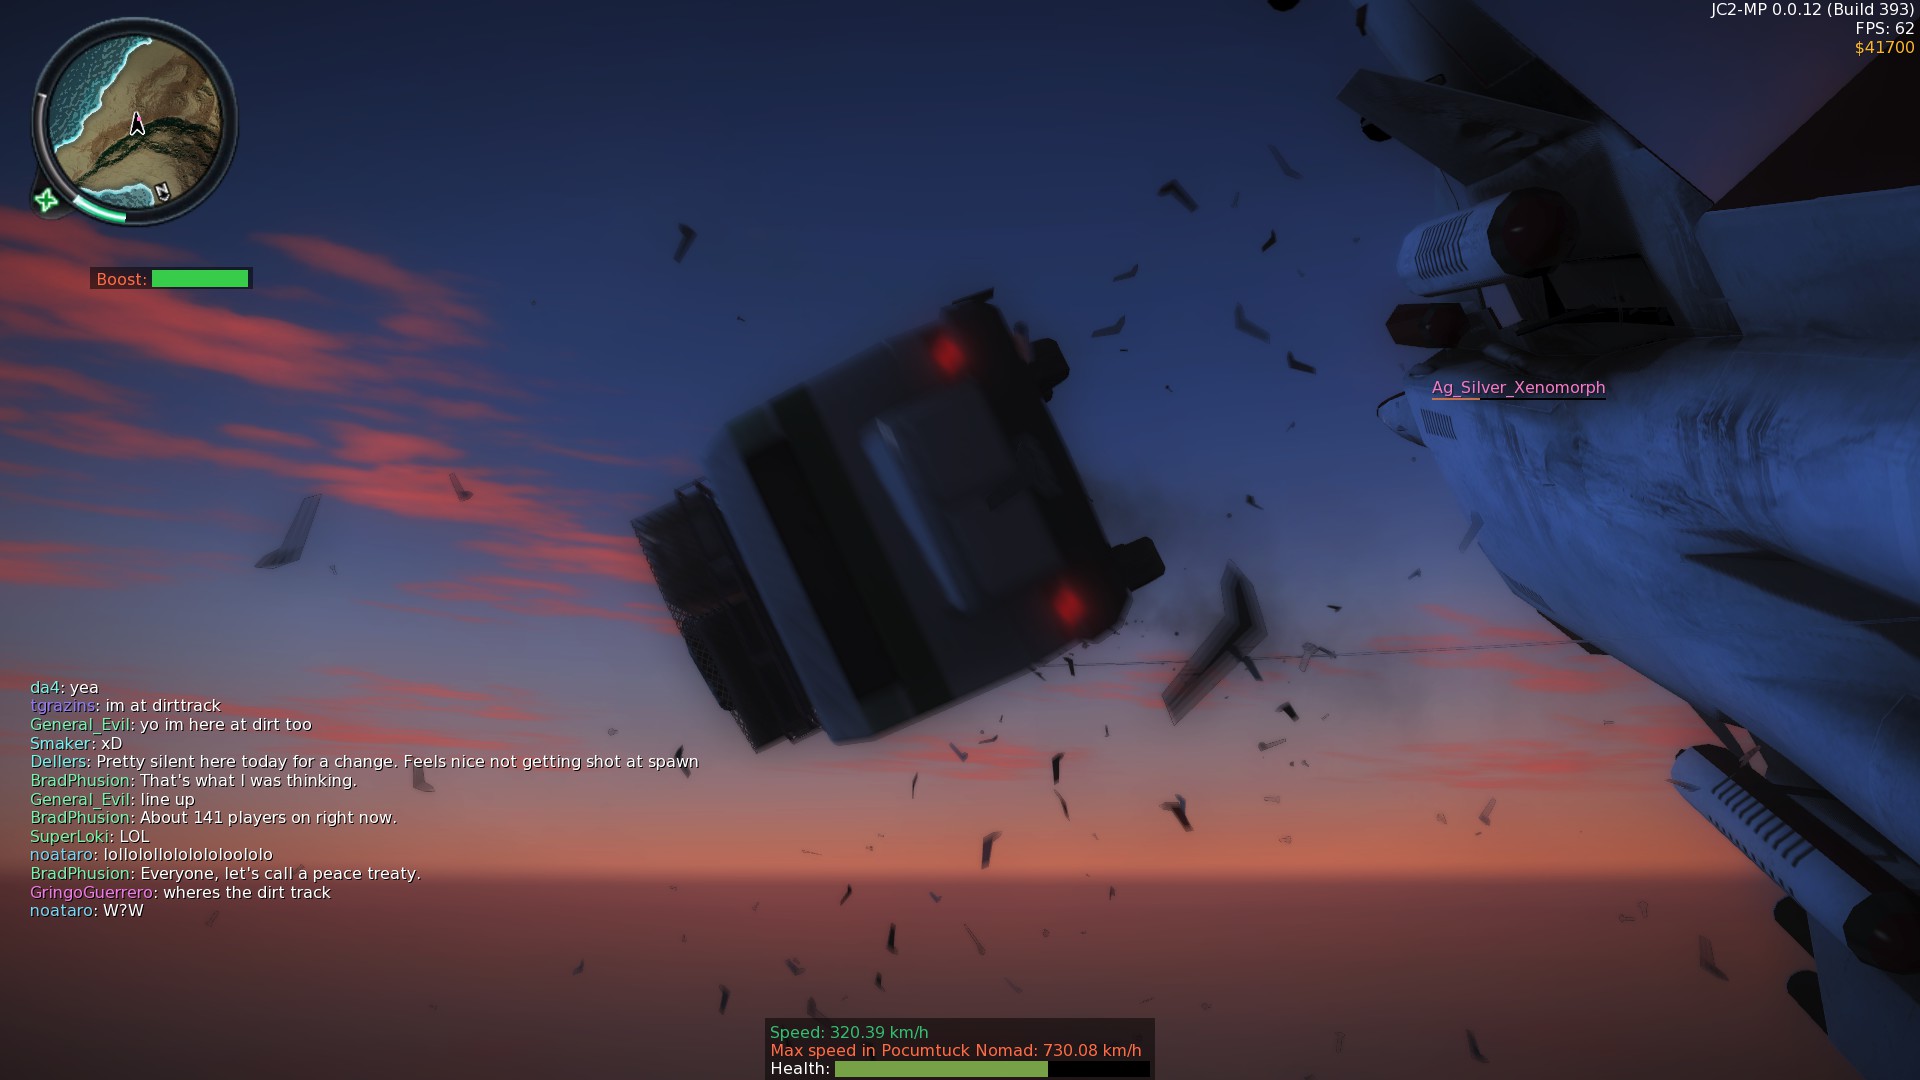 JC2-MP 0.0.12 (Build 393)
FPS: 62
$41700
N
Boost:
Ag_Silver_Xenomorph
da4: yea
tgrazins: im at dirttrack
General_Evil: yo im here at dirt too
Smaker: xD
Dellers: Pretty silent here today for a change. Feels nice not getting shot at spawn
BradPhusion: That's what I was thinking.
General_Evil: line up
BradPhusion: About 141 players on right now.
SuperLoki: LOL
noataro: lollolollololololoololo
BradPhusion: Everyone, let's call a peace treaty.
GringoGuerrero: wheres the dirt track
noataro: W?W
Speed: 320.39 km/h
Max speed in Pocumtuck Nomad: 730.08 km/h
Health: